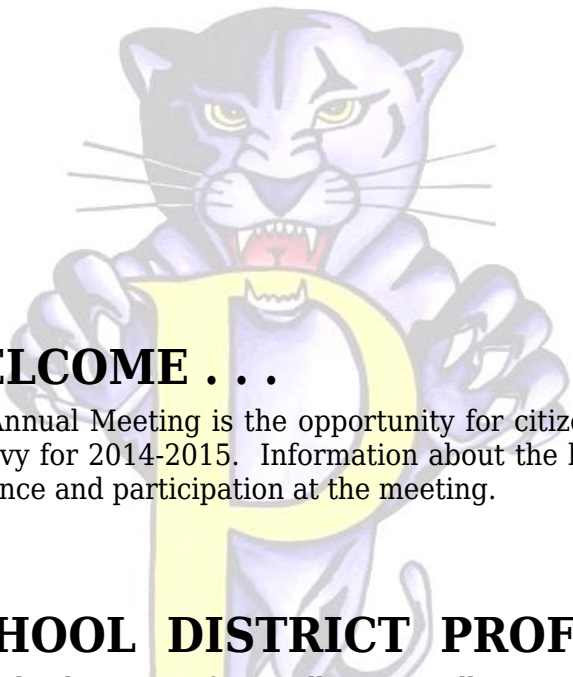 ELCOME . . .
Annual Meeting is the opportunity for citize
vy for 2014-2015. Information about the
nce and participation at the meeting.
P
HOOL DISTRICT PROF